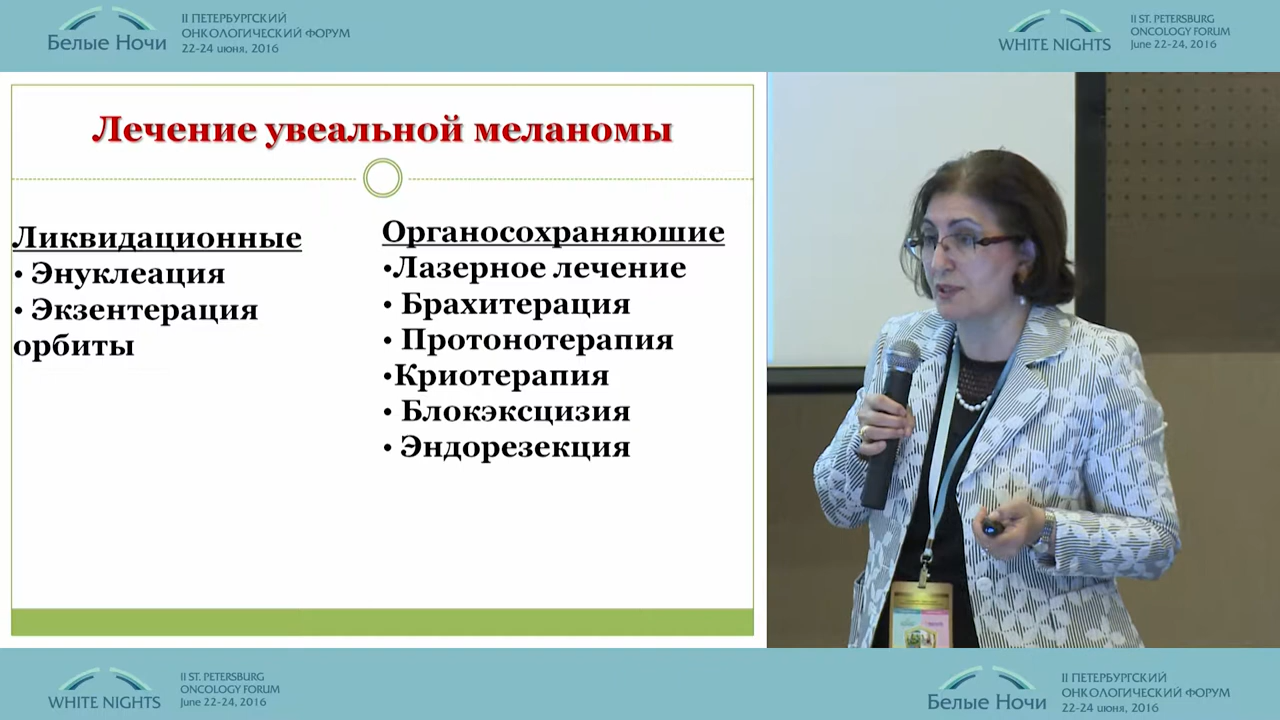 Белые Ночи
II ПЕТЕРБУРГСКИЙ
ОНКОЛОГИЧЕСКИЙ ФОРУМ
22-24 июня, 2016
WHITE NIGHTS
II ST. PETERSBURG
ONCOLOGY FORUM
June 22-24, 2016
Лечение увеальной меланомы
Ликвидационные
• Энуклеация
• Экзентерация
орбиты
Органосохраняюшие
•Лазерное лечение
• Брахитерапия
• Протонотерапия
•Криотерапия
• Блокэксцизия
• Эндорезекция
WHITE NIGHTS
II ST. PETERSBURG
ONCOLOGY FORUM
June 22-24, 2016
Белые Ночи
II ПЕТЕРБУРГСКИЙ
ОНКОЛОГИЧЕСКИЙ ФОРУМ
22-24 июня, 2016